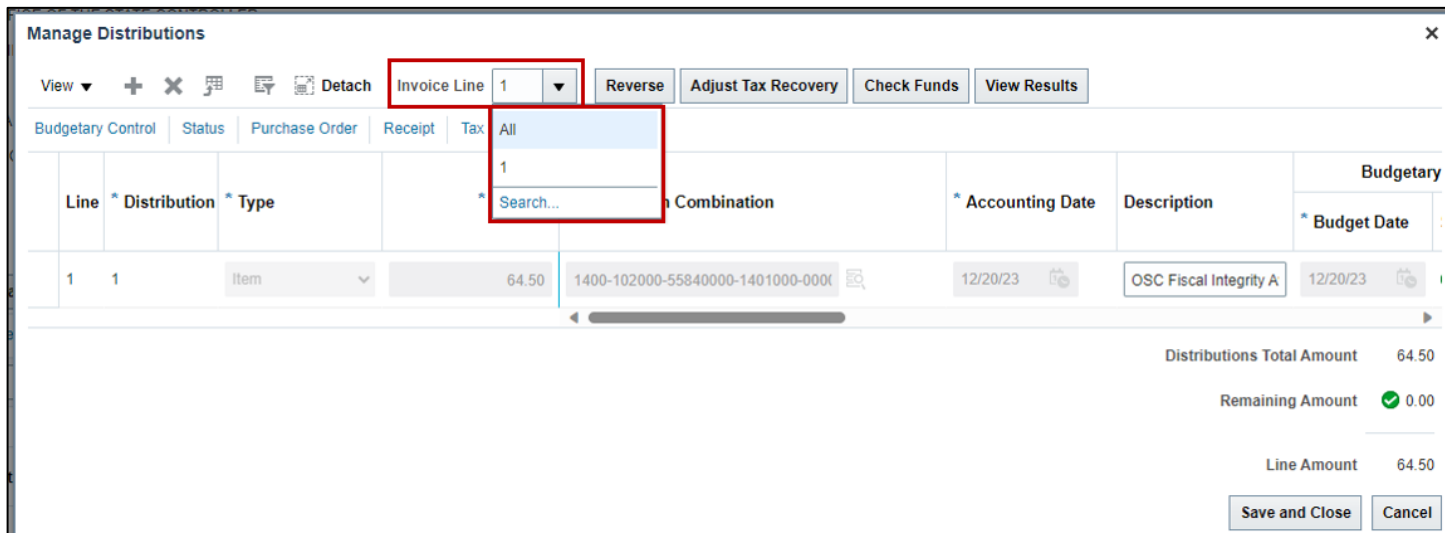 Manage Distributions
View Detach Invoice Line 1 Reverse Adjust Tax Recovery Check Funds View Results
Budgetary Control Status Purchase Order Receipt Tax All
1
Search...
Budgetary
Line * Distribution * Type * Combination * Accounting Date Description * Budget Date
1 1 Item 64.50 1400-102000-55840000-1401000-000 12/20/23 OSC Fiscal Integrity A 12/20/23
Distributions Total Amount 64.50
Remaining Amount 0.00
Line Amount 64.50
Save and Close Cancel